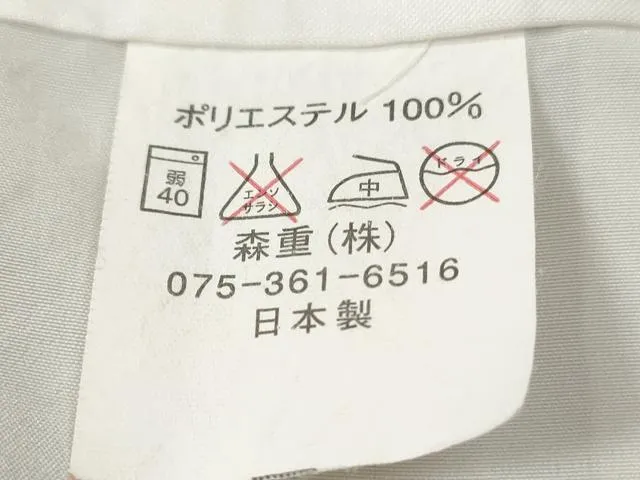 ポリエステル 100%
弱 40
エンソ サラシ
中
ドライ
森重(株)
075-361-6516
日本製